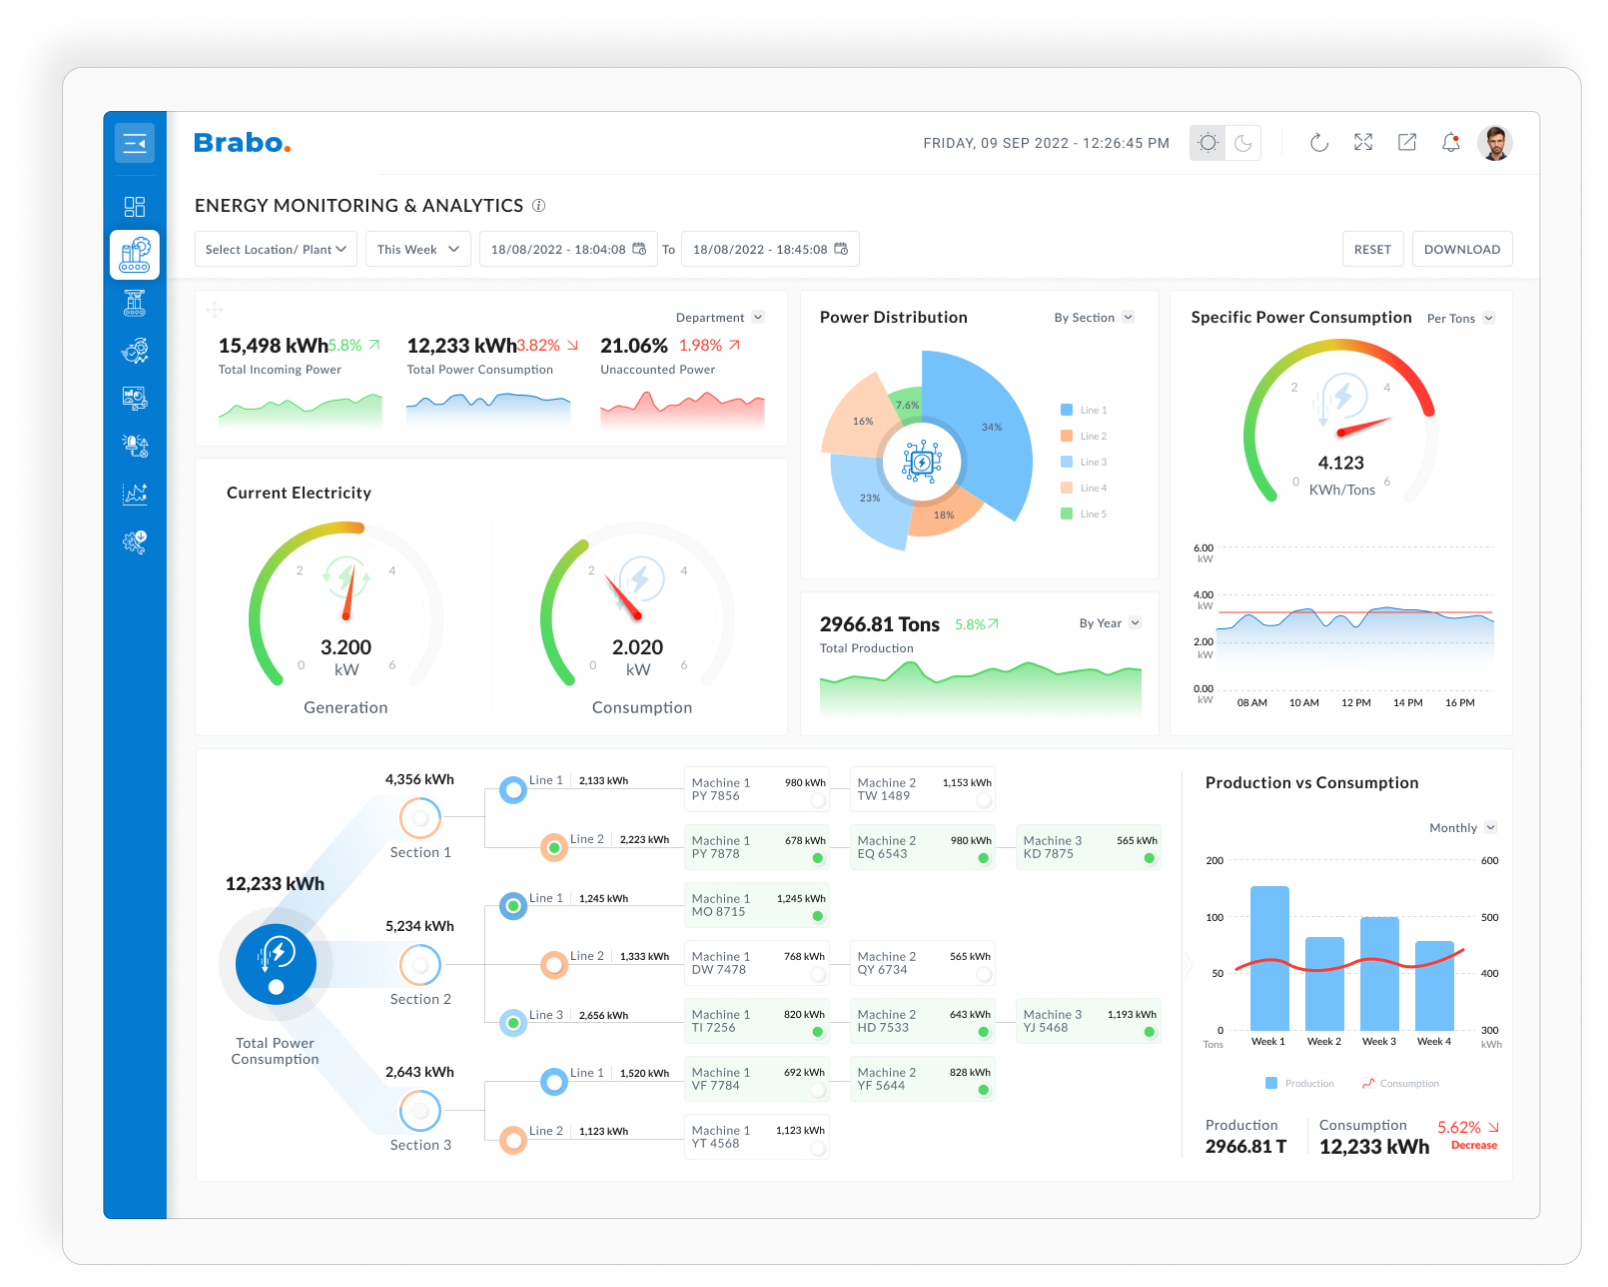 Brabo.
FRIDAY, 09 SEP 2022 - 12:26:45 PM
ENERGY MONITORING & ANALYTICS
Select Location/ Plant
This Week
18/08/2022 - 18:04:08
To
18/08/2022 - 18:45:08
RESET
DOWNLOAD
Department
15,498 kWh 5.8%
Total Incoming Power
12,233 kWh 3.82%
Total Power Consumption
21.06% 1.98%
Unaccounted Power
Current Electricity
2 4
3.200
0 kW 6
Generation
2 4
2.020
0 kW 6
Consumption
Power Distribution
By Section
7.6%
16%
34%
23%
18%
Line 1
Line 2
Line 3
Line 4
Line 5
2966.81 Tons 5.8%
By Year
Total Production
Specific Power Consumption
Per Tons
2 4
4.123
0 KWh/Tons 6
6.00
kW
4.00
kW
2.00
kW
0.00
kW
08 AM 10 AM 12 PM 14 PM 16 PM
12,233 kWh
Total Power
Consumption
4,356 kWh
Section 1
Line 1 2,133 kWh
Machine 1 980 kWh
PY 7856
Machine 2 1,153 kWh
TW 1489
Line 2 2,223 kWh
Machine 1 678 kWh
PY 7878
Machine 2 980 kWh
EQ 6543
Machine 3 565 kWh
KD 7875
5,234 kWh
Section 2
Line 1 1,245 kWh
Machine 1 1,245 kWh
MO 8715
Line 2 1,333 kWh
Machine 1 768 kWh
DW 7478
Machine 2 565 kWh
QY 6734
Line 3 2,656 kWh
Machine 1 820 kWh
TI 7256
Machine 2 643 kWh
HD 7533
Machine 3 1,193 kWh
YJ 5468
2,643 kWh
Section 3
Line 1 1,520 kWh
Machine 1 692 kWh
VF 7784
Machine 2 828 kWh
YF 5644
Line 2 1,123 kWh
Machine 1 1,123 kWh
YT 4568
Production vs Consumption
Monthly
200 600
100 500
50 400
0 300
Tons kWh
Week 1 Week 2 Week 3 Week 4
Production
Consumption
Production
2966.81 T
Consumption
12,233 kWh
5.62%
Decrease